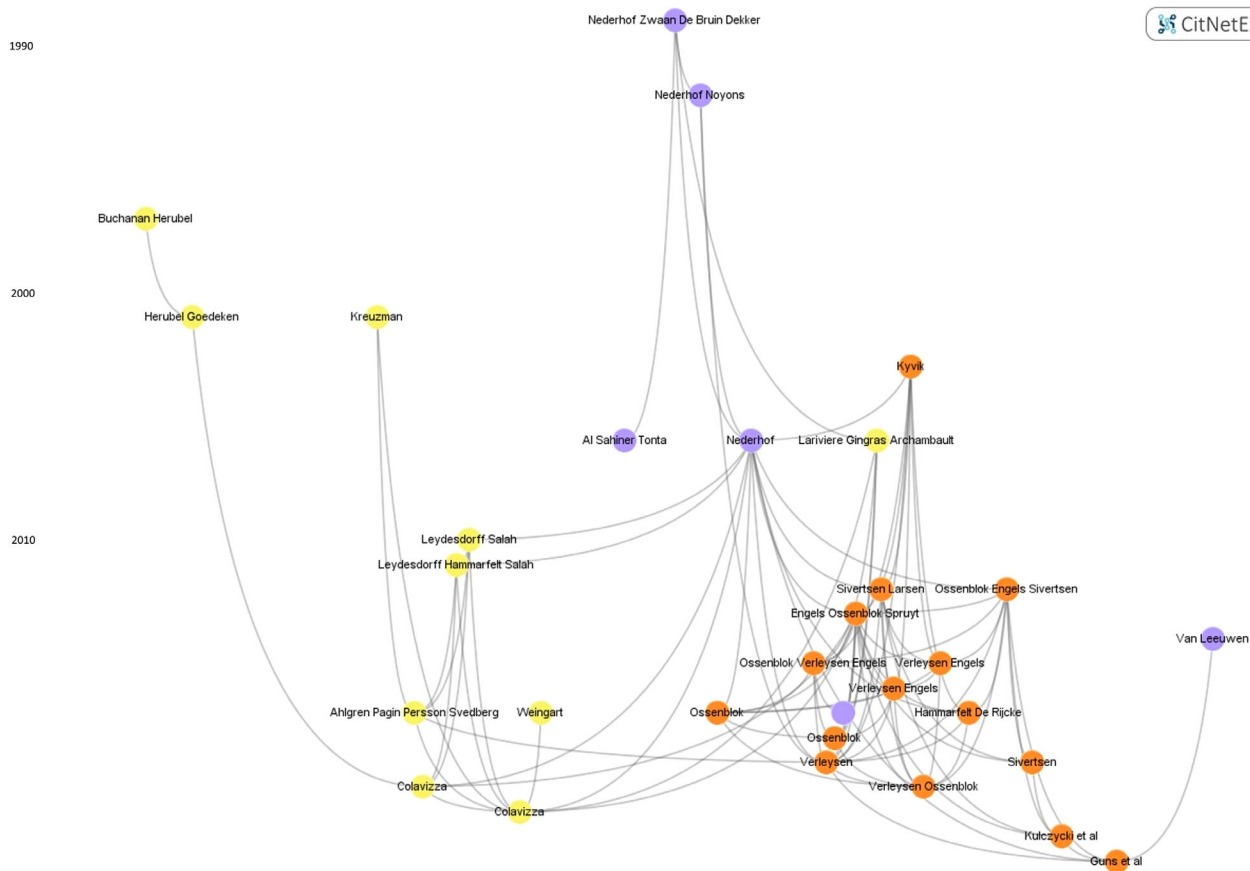 Nederhof Zwaan De Bruin Dekker
CitNetE
1990
Nederhof Noyons
Buchanan Herubel
2000
Herubel Goedeken
Kreuzman
Kyvik
Al Sahiner Tonta
Nederhof
Lariviere Gingras Archambault
2010
Leydesdorff Salah
Leydesdorff Hammarfelt Salah
Sivertsen Larsen
Ossenblok Engels Sivertsen
Engels Ossenblok Spruyt
Van Leeuwen
Ossenblok Verleysen Engels
Verleysen Engels
Verleysen Engels
Ahlgren Pagin Persson Svedberg
Weingart
Ossenblok
Hammarfelt De Rijcke
Ossenblok
Verleysen
Sivertsen
Colavizza
Verleysen Ossenblok
Colavizza
Kulczycki et al
Guns et al